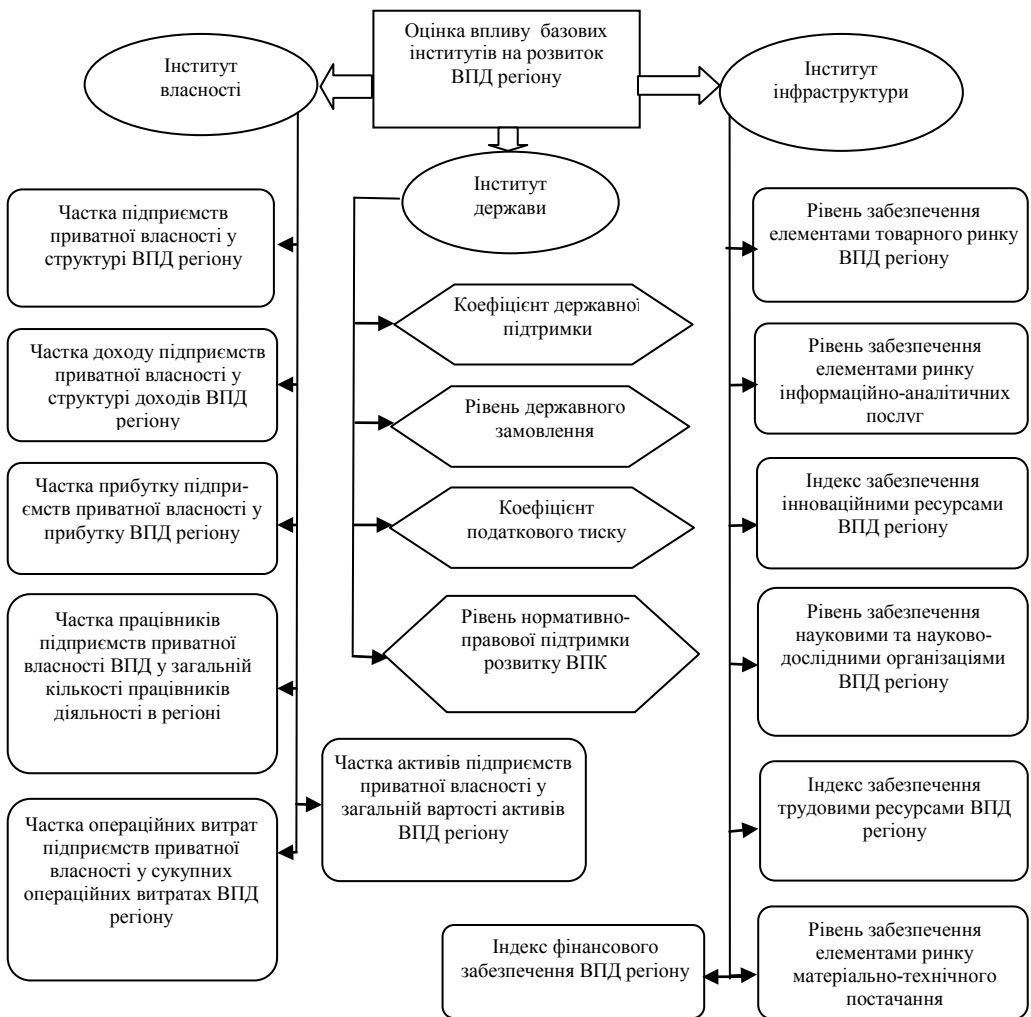 Оцінка впливу базових
інститутів на розвиток
ВПД регіону
Інститут
власності
Інститут
інфраструктури
Інститут
держави
Частка підприємств
приватної власності у
структурі ВПД регіону
Частка доходу підприємств
приватної власності у
структурі доходів ВПД
регіону
Частка прибутку підпри-
ємств приватної власності у
прибутку ВПД регіону
Частка працівників
підприємств приватної
власності ВПД у загальній
кількості працівників
діяльності в регіоні
Частка операційних витрат
підприємств приватної
власності у сукупних
операційних витратах ВПД
регіону
Частка активів підприємств
приватної власності у
загальній вартості активів
ВПД регіону
Коефіцієнт державної
підтримки
Рівень державного
замовлення
Коефіцієнт
податкового тиску
Рівень нормативно-
правової підтримки
розвитку ВПК
Рівень забезпечення
елементами товарного ринку
ВПД регіону
Рівень забезпечення
елементами ринку
інформаційно-аналітичних
послуг
Індекс забезпечення
інноваційними ресурсами
ВПД регіону
Рівень забезпечення
науковими та науково-
дослідними організаціями
ВПД регіону
Індекс забезпечення
трудовими ресурсами ВПД
регіону
Рівень забезпечення
елементами ринку
матеріально-технічного
постачання
Індекс фінансового
забезпечення ВПД регіону